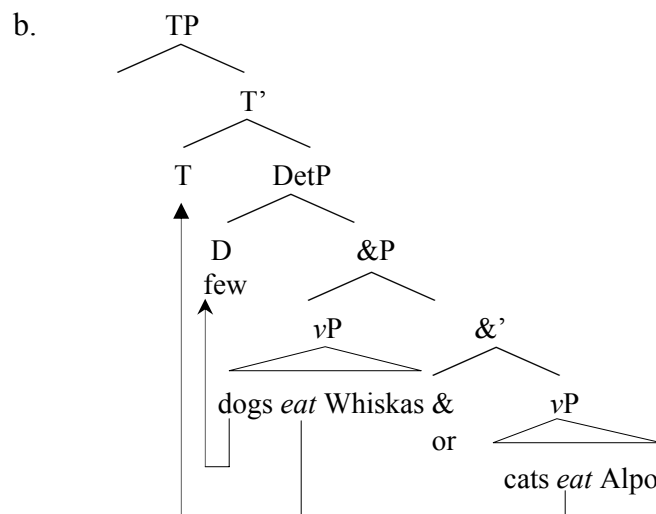 b. TP
T’
T DetP
D &P
few
vP &’
dogs eat Whiskas & vP
or
cats eat Alpo